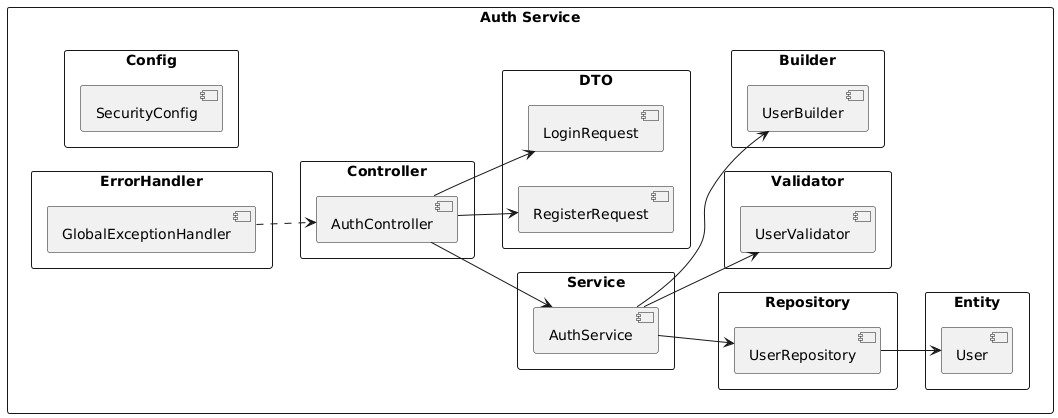 Auth Service
Config
SecurityConfig
ErrorHandler
GlobalExceptionHandler
Controller
AuthController
DTO
LoginRequest
RegisterRequest
Service
AuthService
Builder
UserBuilder
Validator
UserValidator
Repository
UserRepository
Entity
User